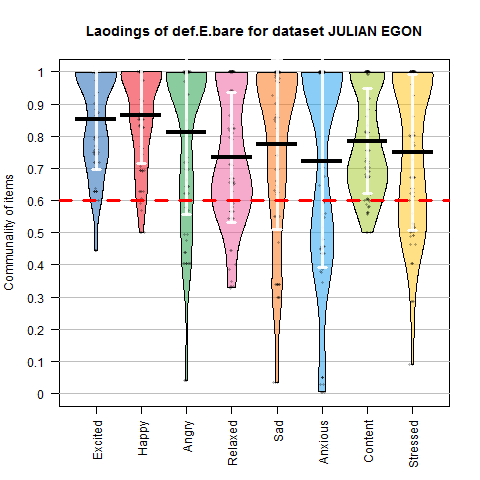 Laodings of def.E.bare for dataset JULIAN EGON
Communality of items
1
0.9
0.8
0.7
0.6
0.5
0.4
0.3
0.2
0.1
0
Excited
Happy
Angry
Relaxed
Sad
Anxious
Content
Stressed